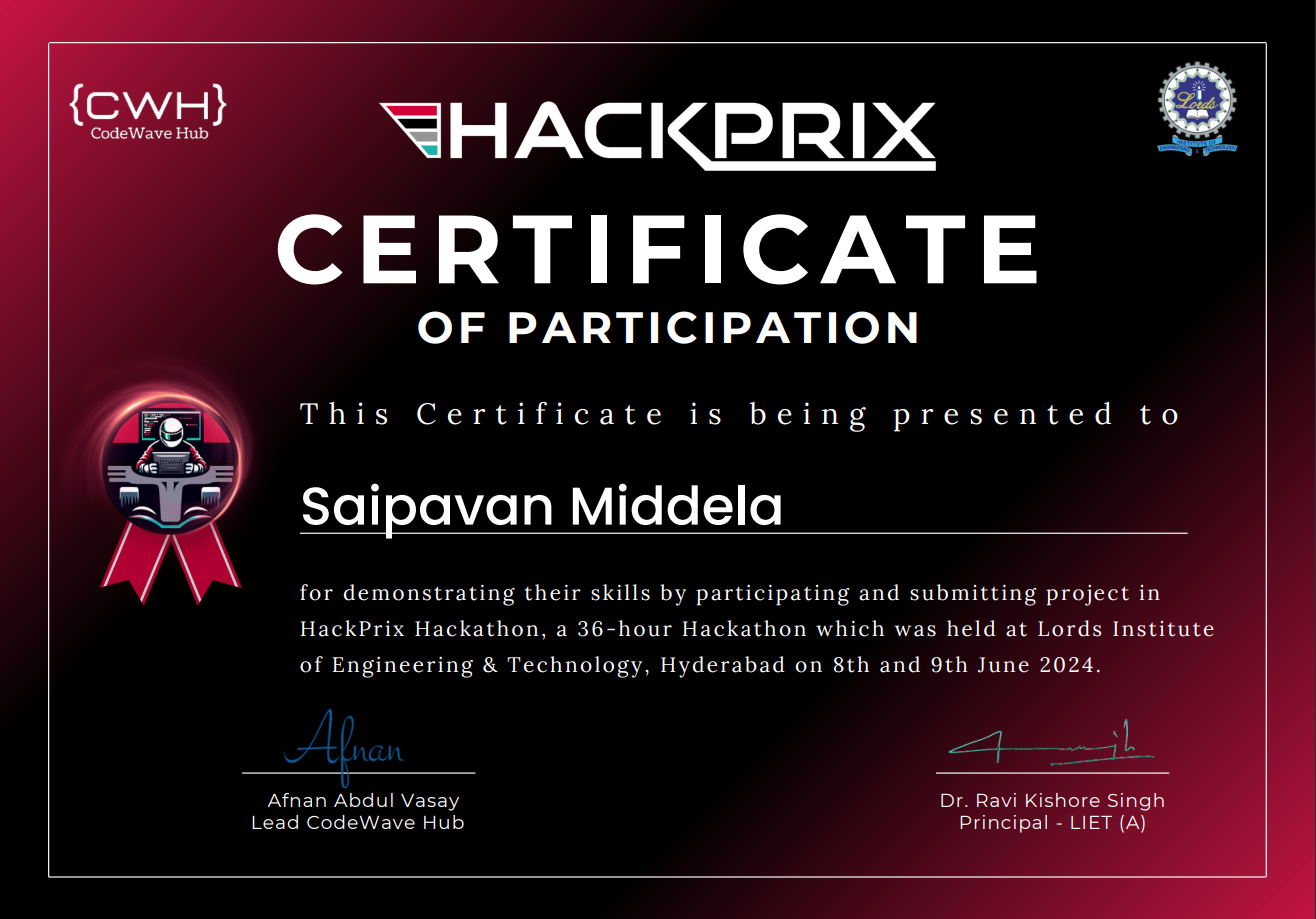 {CWH}
CodeWave Hub
HACKPRIX
Lords
INSTITUTE OF
ENGINEERING & TECHNOLOGY
CERTIFICATE
OF PARTICIPATION
This Certificate is being presented to
CWH
Saipavan Middela
for demonstrating their skills by participating and submitting project in
HackPrix Hackathon, a 36-hour Hackathon which was held at Lords Institute
of Engineering & Technology, Hyderabad on 8th and 9th June 2024.
Afnan
Afnan Abdul Vasay
Lead CodeWave Hub
Dr. Ravi Kishore Singh
Principal - LIET (A)